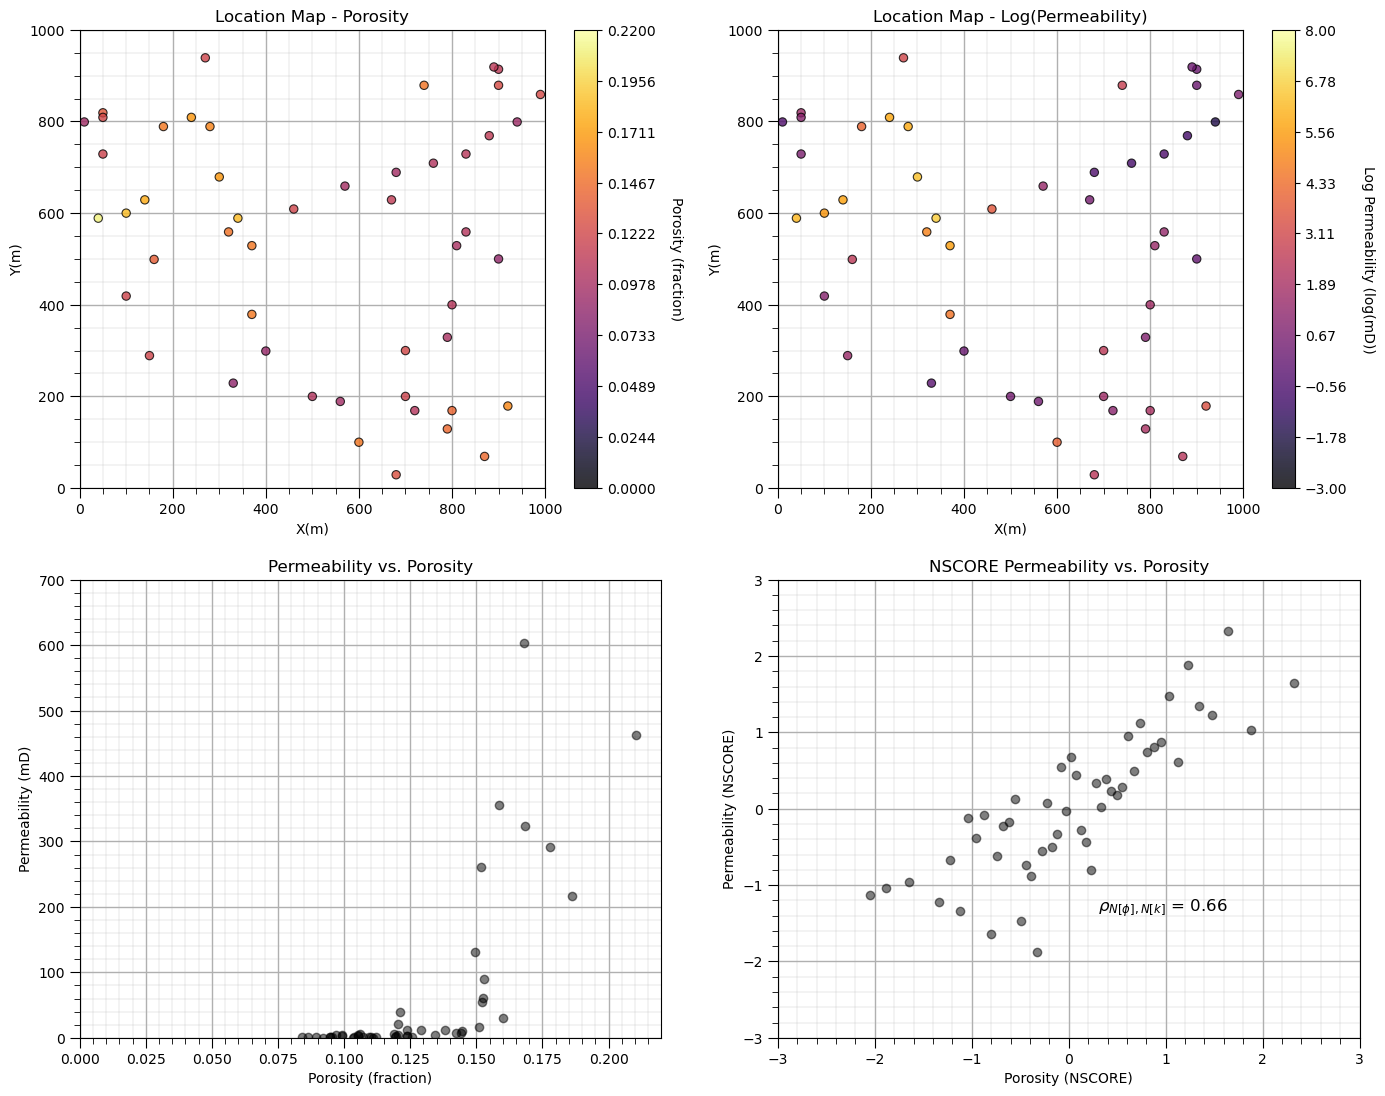 Location Map - Porosity
1000
800
600
400
200
0
Y(m)
0 200 400 600 800 1000
X(m)
0.2200
0.1956
0.1711
0.1467
0.1222
0.0978
0.0733
0.0489
0.0244
0.0000
Porosity (fraction)
Location Map - Log(Permeability)
1000
800
600
400
200
0
Y(m)
0 200 400 600 800 1000
X(m)
8.00
6.78
5.56
4.33
3.11
1.89
0.67
−0.56
−1.78
−3.00
Log Permeability (log(mD))
Permeability vs. Porosity
700
600
500
400
300
200
100
0
Permeability (mD)
0.000 0.025 0.050 0.075 0.100 0.125 0.150 0.175 0.200
Porosity (fraction)
NSCORE Permeability vs. Porosity
3
2
1
0
−1
−2
−3
Permeability (NSCORE)
ρN[ϕ],N[k] = 0.66
−3 −2 −1 0 1 2 3
Porosity (NSCORE)